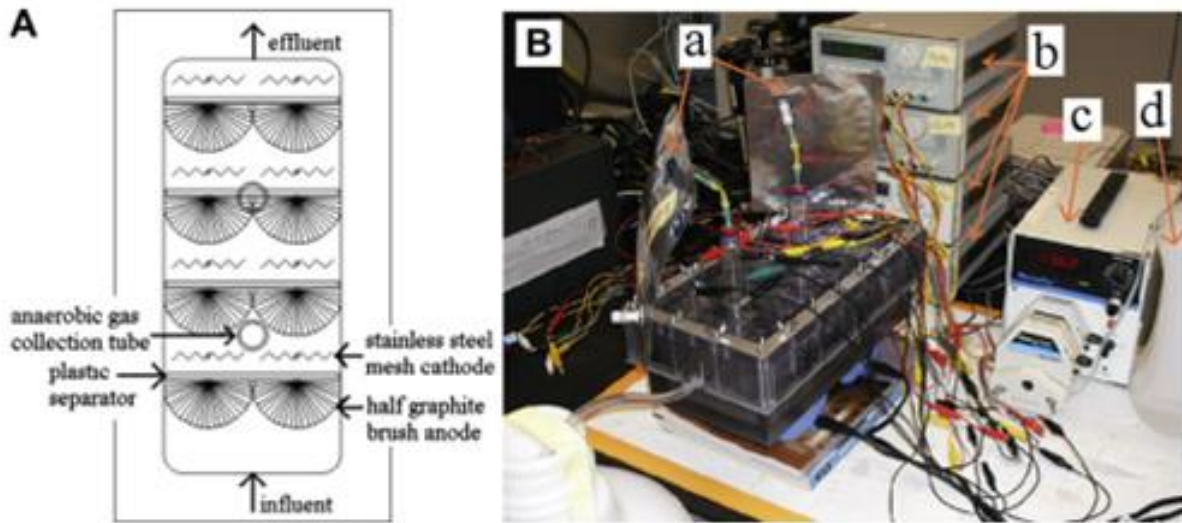 A
effluent
anaerobic gas
collection tube
plastic
separator
stainless steel
mesh cathode
half graphite
brush anode
influent
B
a
b
c
d